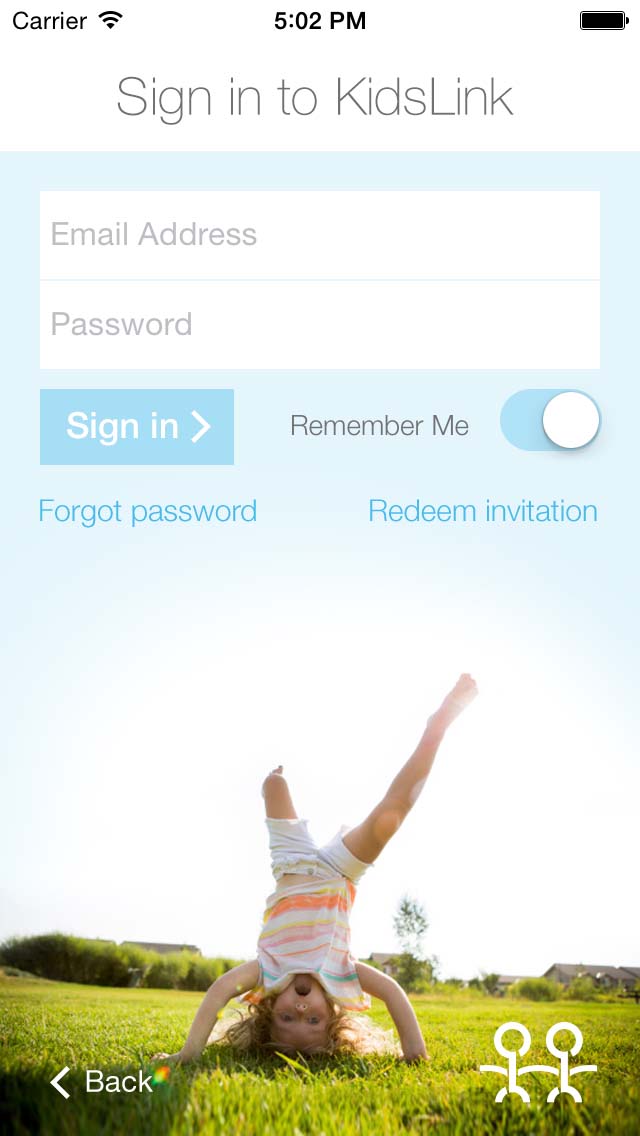 Carrier 5:02 PM
Sign in to KidsLink
Email Address
Password
Sign in Remember Me
Forgot password Redeem invitation
Back